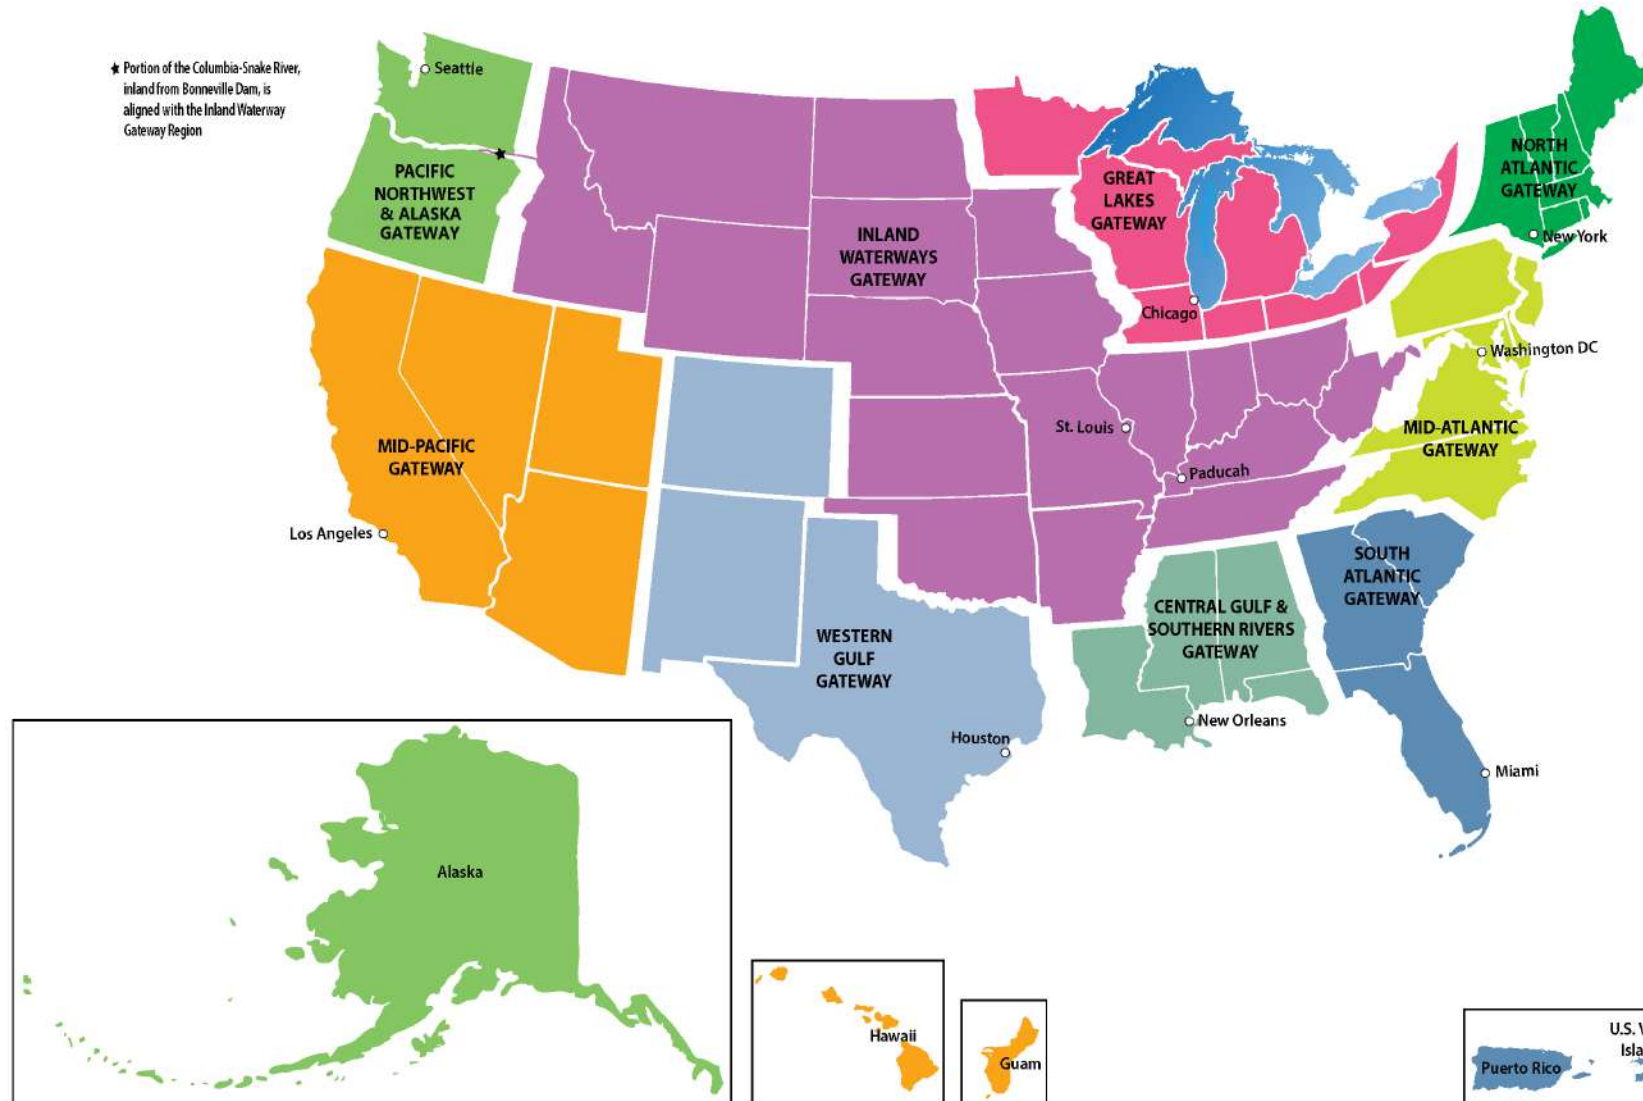 ★ Portion of the Columbia-Snake River,
inland from Bonneville Dam, is
aligned with the Inland Waterway
Gateway Region
Seattle
PACIFIC
NORTHWEST
& ALASKA
GATEWAY
INLAND
WATERWAYS
GATEWAY
GREAT
LAKES
GATEWAY
Chicago
NORTH
ATLANTIC
GATEWAY
New York
Washington DC
MID-ATLANTIC
GATEWAY
St. Louis
Paducah
MID-PACIFIC
GATEWAY
Los Angeles
WESTERN
GULF
GATEWAY
Houston
CENTRAL GULF &
SOUTHERN RIVERS
GATEWAY
New Orleans
SOUTH
ATLANTIC
GATEWAY
Miami
Alaska
Hawaii
Guam
Puerto Rico
U.S. V
Isla